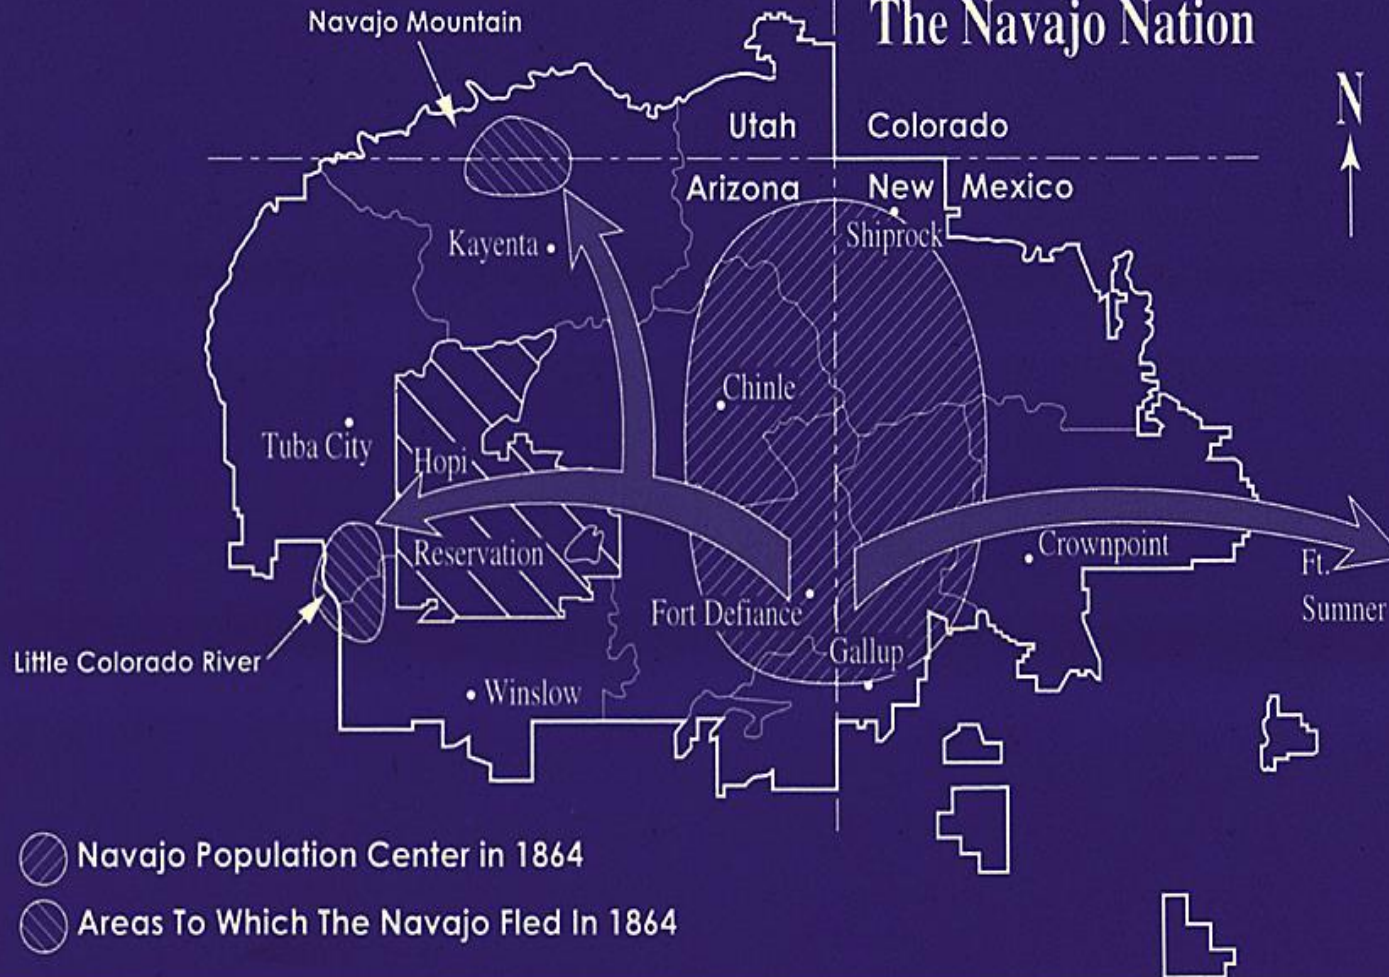 The Navajo Nation
Navajo Mountain
N
Utah
Colorado
Arizona
New Mexico
Shiprock
Kayenta
Chinle
Tuba City
Hopi
Reservation
Crownpoint
Ft.
Sumner
Fort Defiance
Gallup
Little Colorado River
Winslow
Navajo Population Center in 1864
Areas To Which The Navajo Fled In 1864